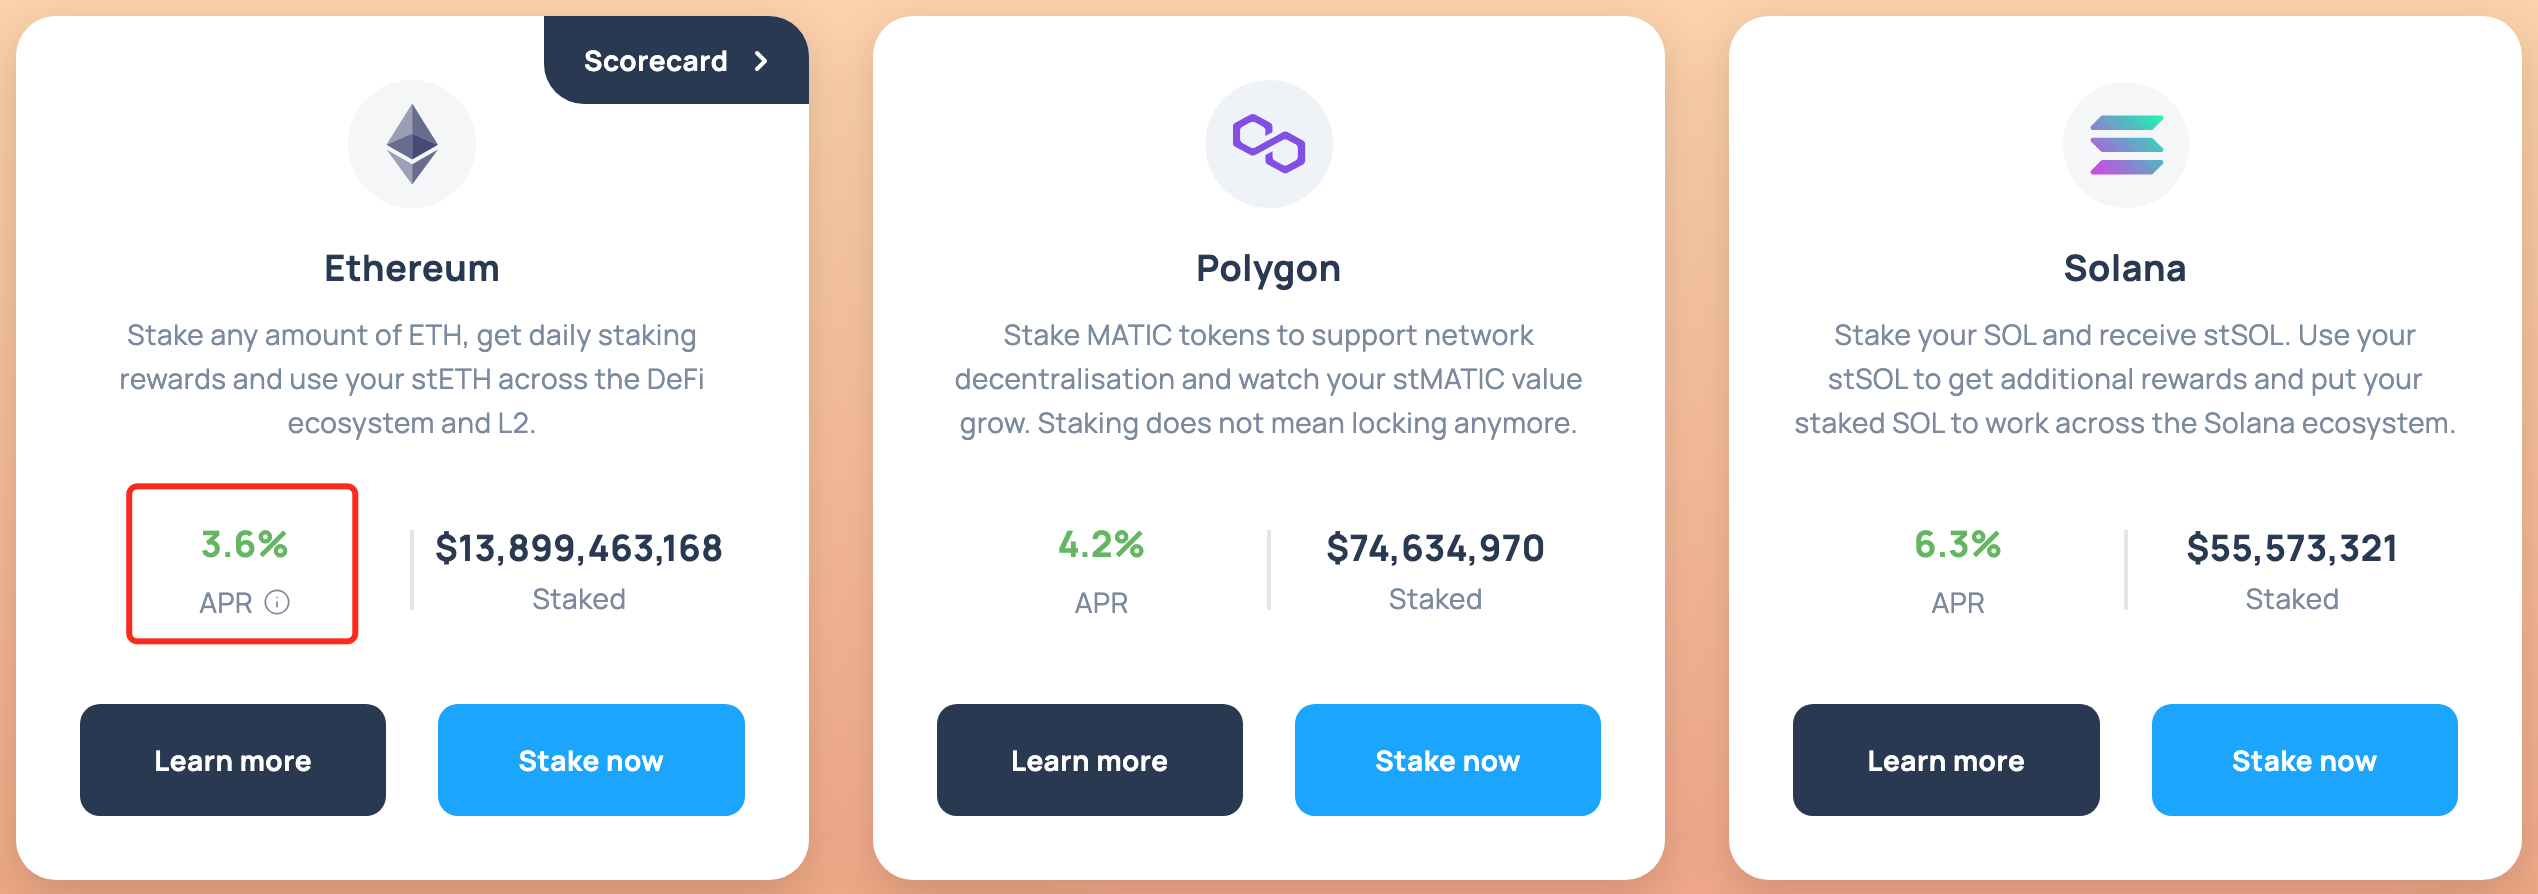 Scorecard
Ethereum
Stake any amount of ETH, get daily staking
rewards and use your stETH across the DeFi
ecosystem and L2.
3.6%
APR
$13,899,463,168
Staked
Learn more
Stake now
Polygon
Stake MATIC tokens to support network
decentralisation and watch your stMATIC value
grow. Staking does not mean locking anymore.
4.2%
APR
$74,634,970
Staked
Learn more
Stake now
Solana
Stake your SOL and receive stSOL. Use your
stSOL to get additional rewards and put your
staked SOL to work across the Solana ecosystem.
6.3%
APR
$55,573,321
Staked
Learn more
Stake now